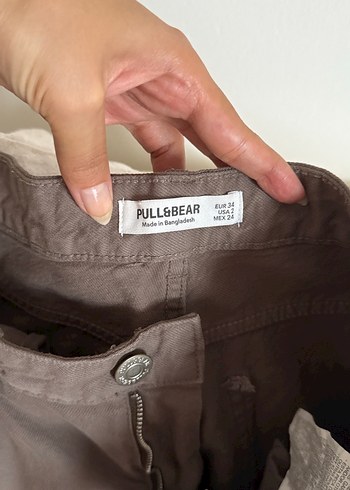 PULL&BEAR
Made in Bangladesh
EUR 34
USA 2
MEX 24